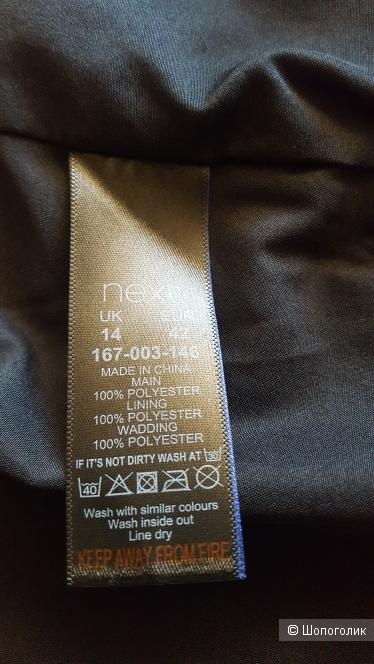 next
UK EUR
14 42
167-003-146
MADE IN CHINA
MAIN
100% POLYESTER
LINING
100% POLYESTER
WADDING
100% POLYESTER
IF IT'S NOT DIRTY WASH AT 30
40
Wash with similar colours
Wash inside out
Line dry
KEEP AWAY FROM FIRE
© Шопоголик